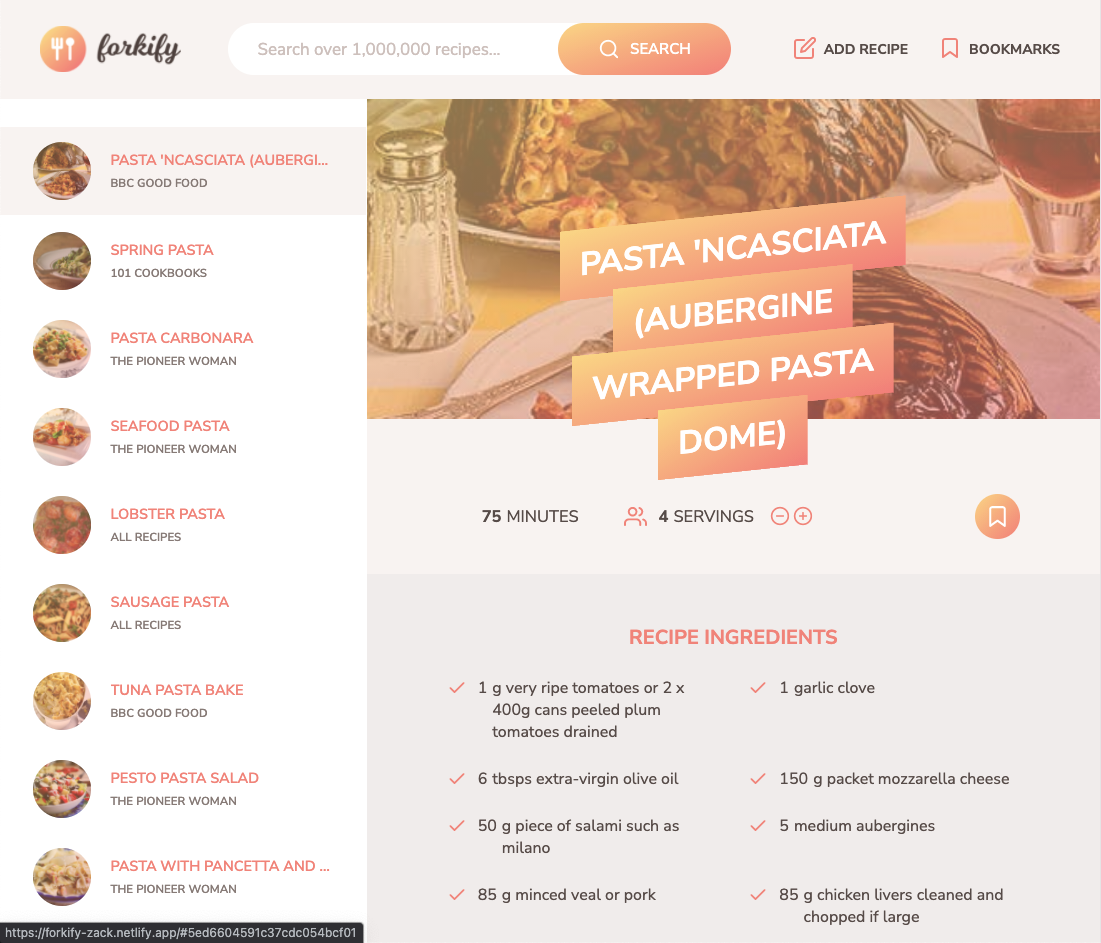 forkify
Search over 1,000,000 recipes...
SEARCH
ADD RECIPE
BOOKMARKS
PASTA 'NCASCIATA (AUBERGI...
BBC GOOD FOOD
SPRING PASTA
101 COOKBOOKS
PASTA CARBONARA
THE PIONEER WOMAN
SEAFOOD PASTA
THE PIONEER WOMAN
LOBSTER PASTA
ALL RECIPES
SAUSAGE PASTA
ALL RECIPES
TUNA PASTA BAKE
BBC GOOD FOOD
PESTO PASTA SALAD
THE PIONEER WOMAN
PASTA WITH PANCETTA AND ...
THE PIONEER WOMAN
PASTA 'NCASCIATA
(AUBERGINE
WRAPPED PASTA
DOME)
75 MINUTES
4 SERVINGS
RECIPE INGREDIENTS
1 g very ripe tomatoes or 2 x
400g cans peeled plum
tomatoes drained
1 garlic clove
6 tbsps extra-virgin olive oil
150 g packet mozzarella cheese
50 g piece of salami such as
milano
5 medium aubergines
85 g minced veal or pork
85 g chicken livers cleaned and
chopped if large
https://forkify-zack.netlify.app/#5ed6604591c37cdc054bcf01